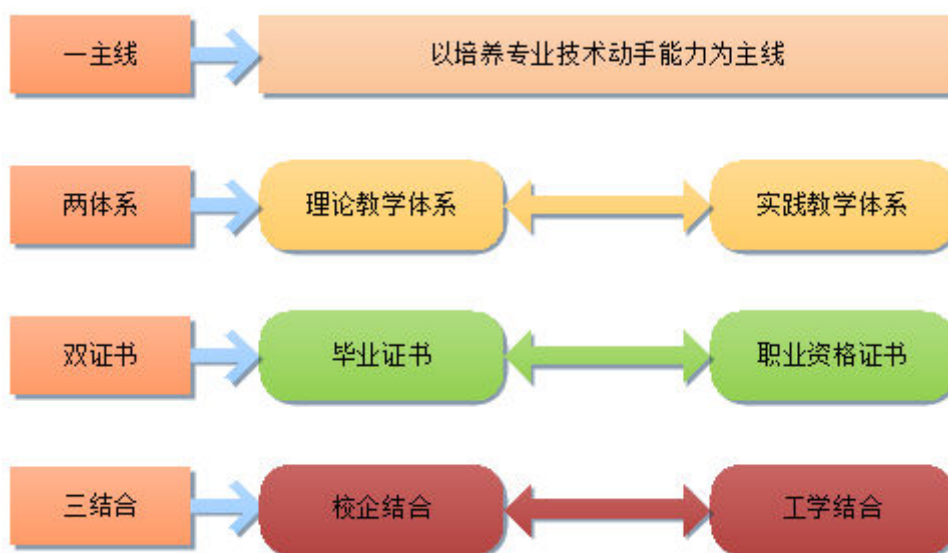 一主线
以培养专业技术动手能力为主线
两体系
理论教学体系
实践教学体系
双证书
毕业证书
职业资格证书
三结合
校企结合
工学结合